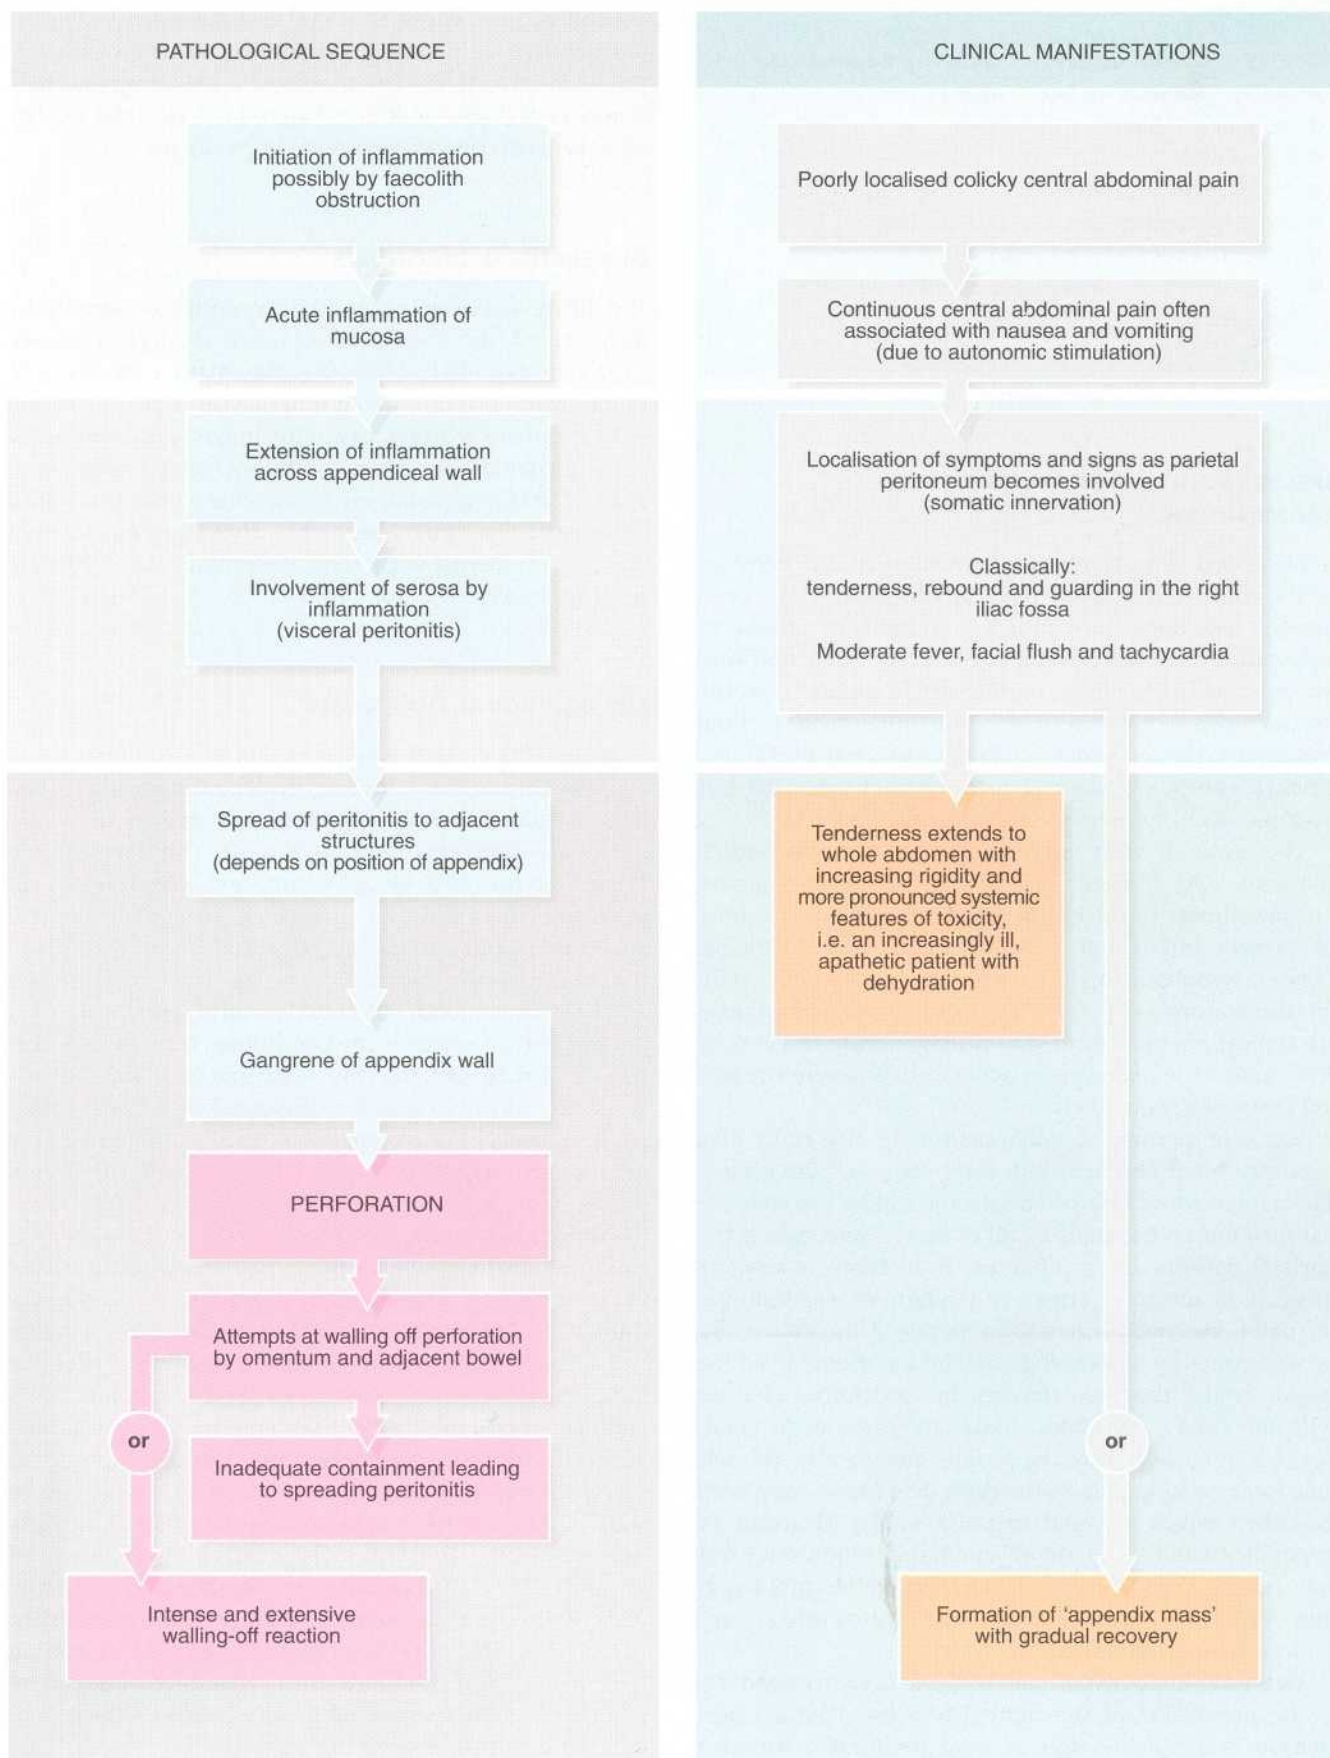 PATHOLOGICAL SEQUENCE
Initiation of inflammation
possibly by faecolith
obstruction
Acute inflammation of
mucosa
Extension of inflammation
across appendiceal wall
Involvement of serosa by
inflammation
(visceral peritonitis)
Spread of peritonitis to adjacent
structures
(depends on position of appendix)
Gangrene of appendix wall
PERFORATION
Attempts at walling off perforation
by omentum and adjacent bowel
or
Inadequate containment leading
to spreading peritonitis
Intense and extensive
walling-off reaction
CLINICAL MANIFESTATIONS
Poorly localised colicky central abdominal pain
Continuous central abdominal pain often
associated with nausea and vomiting
(due to autonomic stimulation)
Localisation of symptoms and signs as parietal
peritoneum becomes involved
(somatic innervation)
Classically:
tenderness, rebound and guarding in the right
iliac fossa
Moderate fever, facial flush and tachycardia
Tenderness extends to
whole abdomen with
increasing rigidity and
more pronounced systemic
features of toxicity,
i.e. an increasingly ill,
apathetic patient with
dehydration
or
Formation of 'appendix mass'
with gradual recovery